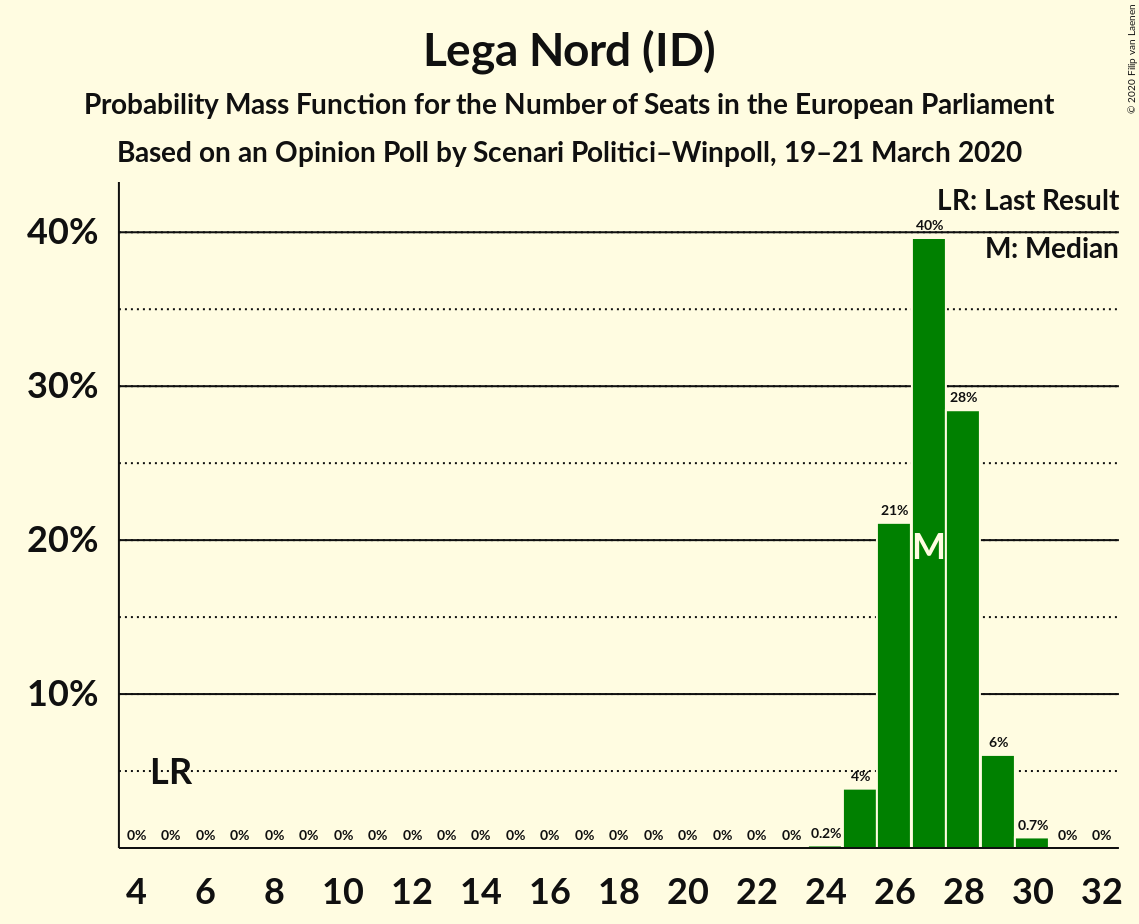 Lega Nord (ID)
Probability Mass Function for the Number of Seats in the European Parliament
Based on an Opinion Poll by Scenari Politici–Winpoll, 19–21 March 2020
© 2020 Filip van Laenen
LR: Last Result
M: Median
40%
30%
20%
10%
40%
28%
21%
M
6%
4%
LR
0% 0% 0% 0% 0% 0% 0% 0% 0% 0% 0% 0% 0% 0% 0% 0% 0% 0% 0% 0% 0.2% 0.7% 0% 0%
4 6 8 10 12 14 16 18 20 22 24 26 28 30 32